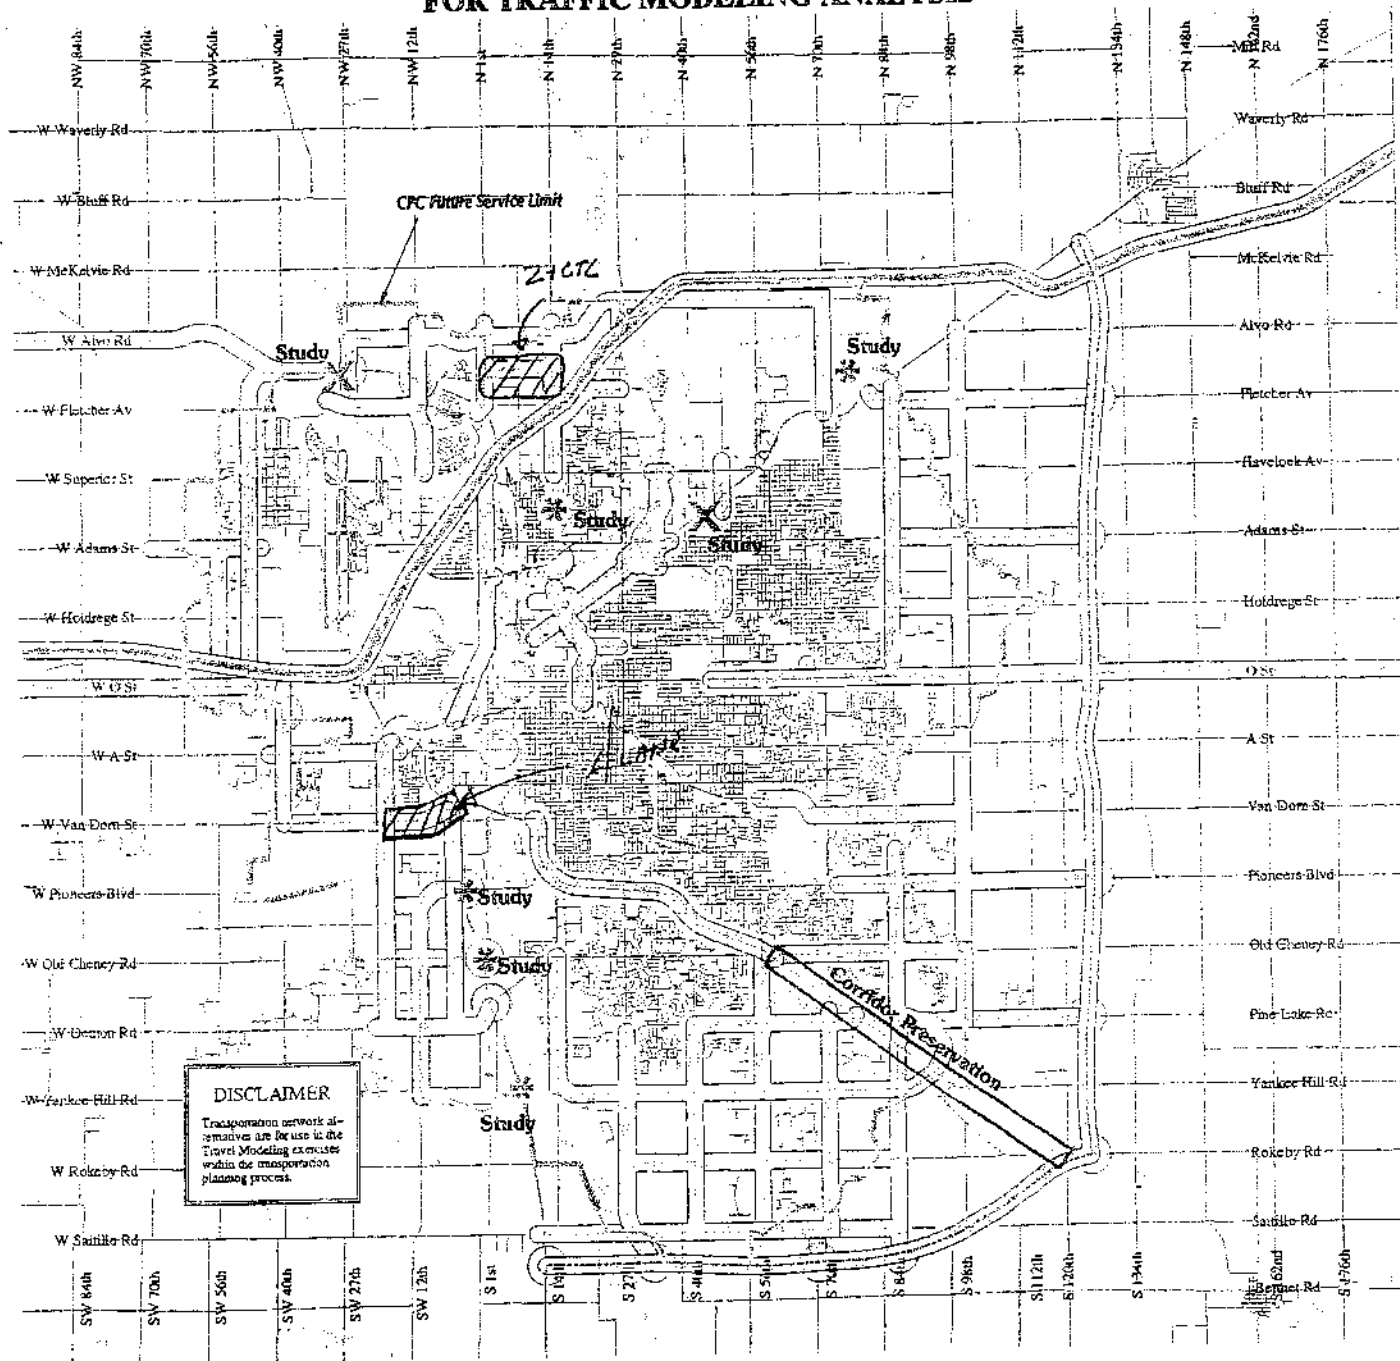 FOR TRAFFIC MODELING ANALYSIS
NW 84th
NW 70th
NW 56th
NW 40th
NW 27th
NW 12th
N 1st
N 14th
N 27th
N 40th
N 56th
N 70th
N 84th
N 98th
N 112th
N 134th
N 148th
N 176th
W Waverly Rd
Waverly Rd
W Bluff Rd
Bluff Rd
CPC Future Service Limit
W McKelvie Rd
McKelvie Rd
W Alvo Rd
Alvo Rd
Study
Study
W Fletcher Av
Fletcher Av
W Superior St
Havelock Av
Study
Study
W Adams St
Adams St
W Holdrege St
Holdrege St
W O St
O St
W A St
A St
W Van Dorn St
Van Dorn St
W Pioneers Blvd
Study
Pioneers Blvd
W Old Cheney Rd
Study
Old Cheney Rd
Corridor Preservation
W Denton Rd
Pine Lake Rd
W Yankee Hill Rd
Yankee Hill Rd
Study
DISCLAIMER
Transportation network al-
ternatives are for use in the
Travel Modeling exercises
within the transportation
planning process.
W Rokeby Rd
Rokeby Rd
W Saltillo Rd
Saltillo Rd
Bennet Rd
SW 84th
SW 70th
SW 56th
SW 40th
SW 27th
SW 12th
S 1st
S 14th
S 27th
S 40th
S 56th
S 70th
S 84th
S 98th
S 112th
S 120th
S 134th
S 162nd
S 176th